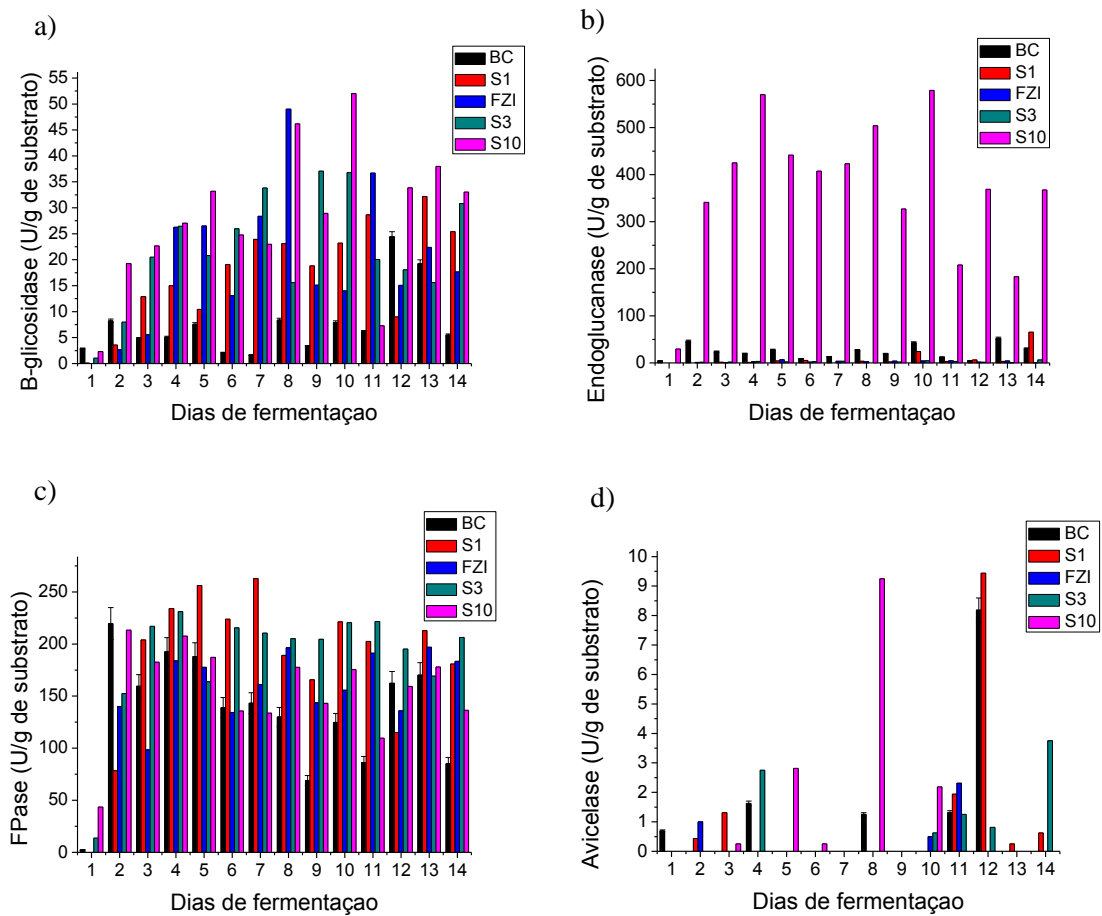 a)
BC
S1
FZI
S3
S10
55
50
45
40
35
30
25
20
15
10
5
0
B-glicosidase (U/g de substrato)
1 2 3 4 5 6 7 8 9 10 11 12 13 14
Dias de fermentaçao
b)
BC
S1
FZI
S3
S10
600
500
400
300
200
100
0
Endoglucanase (U/g de substrato)
1 2 3 4 5 6 7 8 9 10 11 12 13 14
Dias de fermentaçao
c)
BC
S1
FZI
S3
S10
250
200
150
100
50
0
FPase (U/g de substrato)
1 2 3 4 5 6 7 8 9 10 11 12 13 14
Dias de fermentaçao
d)
BC
S1
FZI
S3
S10
10
9
8
7
6
5
4
3
2
1
0
Avicelase (U/g de substrato)
1 2 3 4 5 6 7 8 9 10 11 12 13 14
Dias de fermentaçao